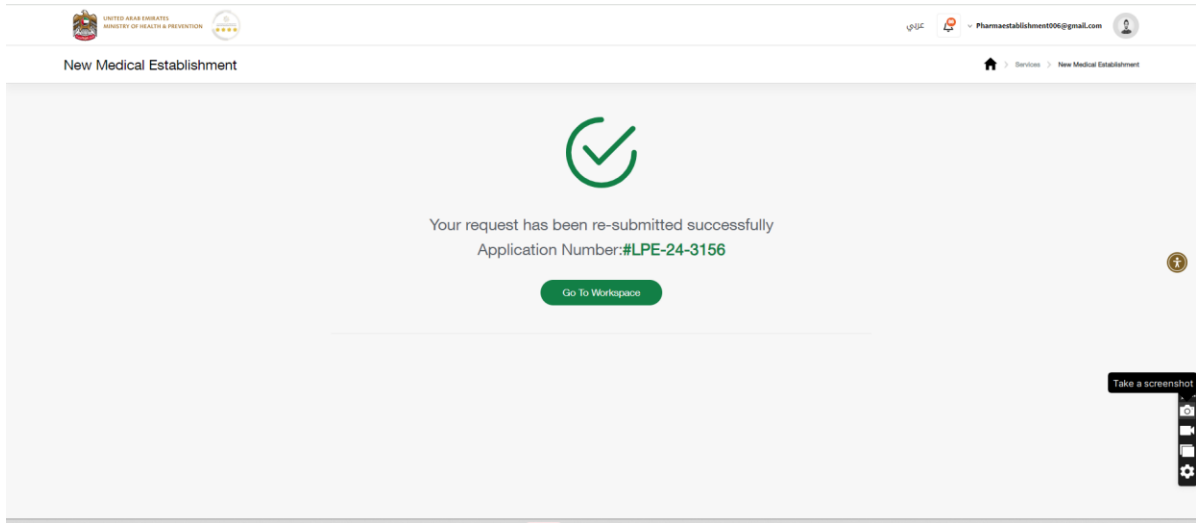 UNITED ARAB EMIRATES
MINISTRY OF HEALTH & PREVENTION
عربي
Pharmaestablishment006@gmail.com
New Medical Establishment
Services > New Medical Establishment
Your request has been re-submitted successfully
Application Number:#LPE-24-3156
Go To Workspace
Take a screenshot